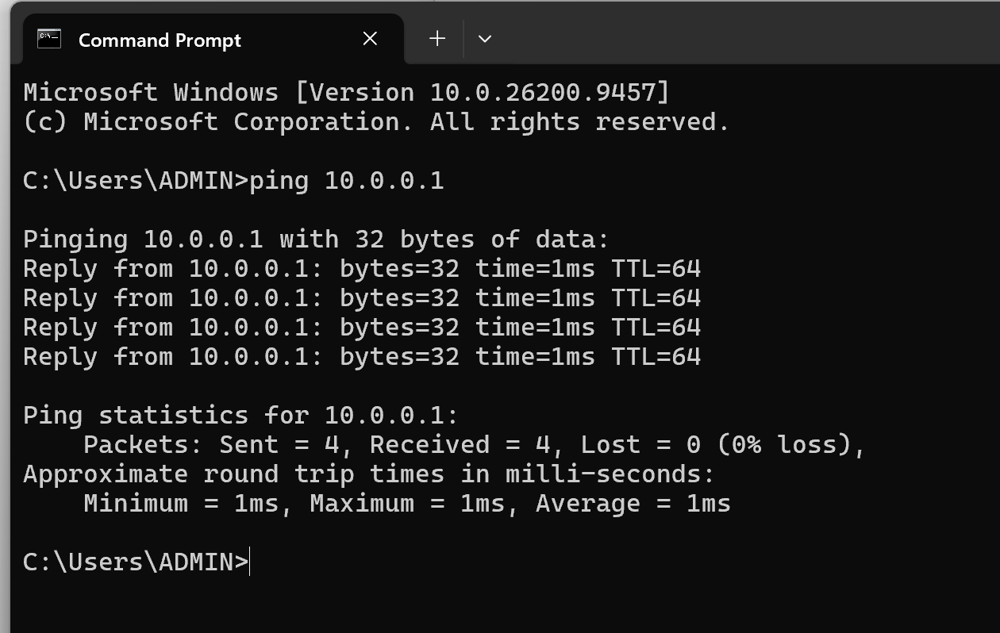 Command Prompt
Microsoft Windows [Version 10.0.26200.9457]
(c) Microsoft Corporation. All rights reserved.
C:\Users\ADMIN>ping 10.0.0.1
Pinging 10.0.0.1 with 32 bytes of data:
Reply from 10.0.0.1: bytes=32 time=1ms TTL=64
Reply from 10.0.0.1: bytes=32 time=1ms TTL=64
Reply from 10.0.0.1: bytes=32 time=1ms TTL=64
Reply from 10.0.0.1: bytes=32 time=1ms TTL=64
Ping statistics for 10.0.0.1:
    Packets: Sent = 4, Received = 4, Lost = 0 (0% loss),
Approximate round trip times in milli-seconds:
    Minimum = 1ms, Maximum = 1ms, Average = 1ms
C:\Users\ADMIN>